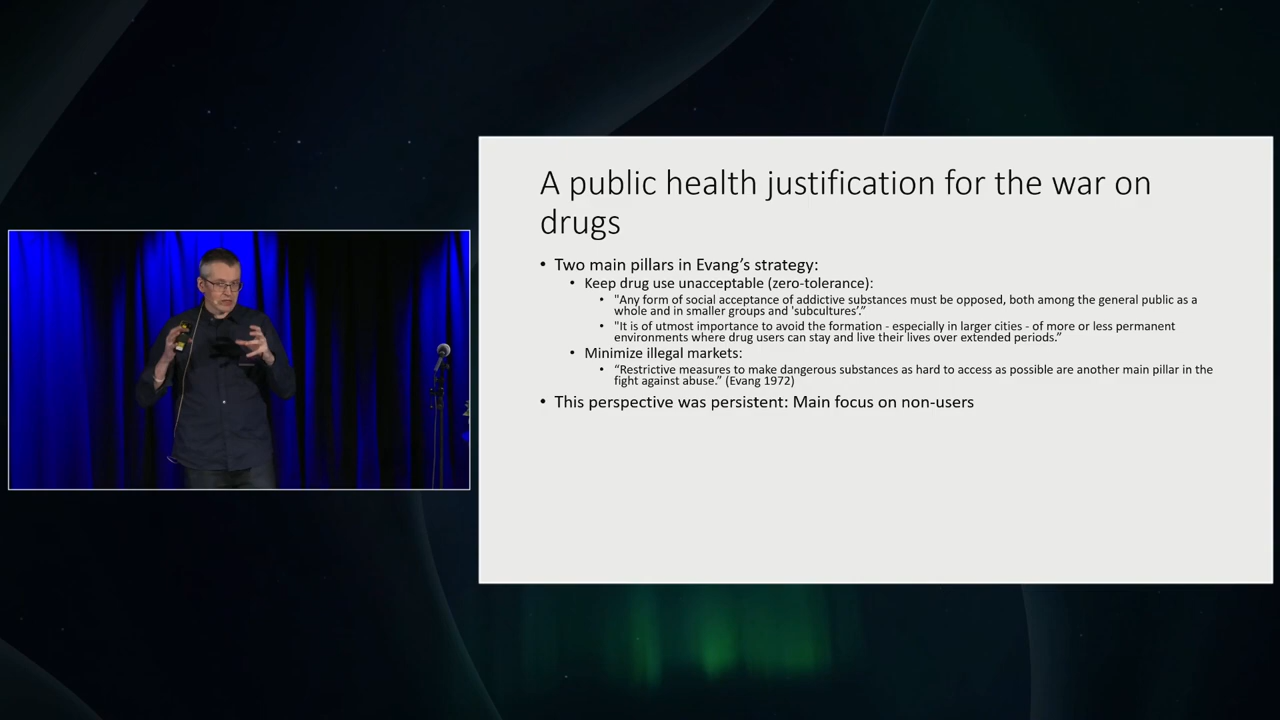 A public health justification for the war on
drugs
• Two main pillars in Evang’s strategy:
• Keep drug use unacceptable (zero-tolerance):
• "Any form of social acceptance of addictive substances must be opposed, both among the general public as a
whole and in smaller groups and 'subcultures'.”
• "It is of utmost importance to avoid the formation - especially in larger cities - of more or less permanent
environments where drug users can stay and live their lives over extended periods.”
• Minimize illegal markets:
• “Restrictive measures to make dangerous substances as hard to access as possible are another main pillar in the
fight against abuse.” (Evang 1972)
• This perspective was persistent: Main focus on non-users